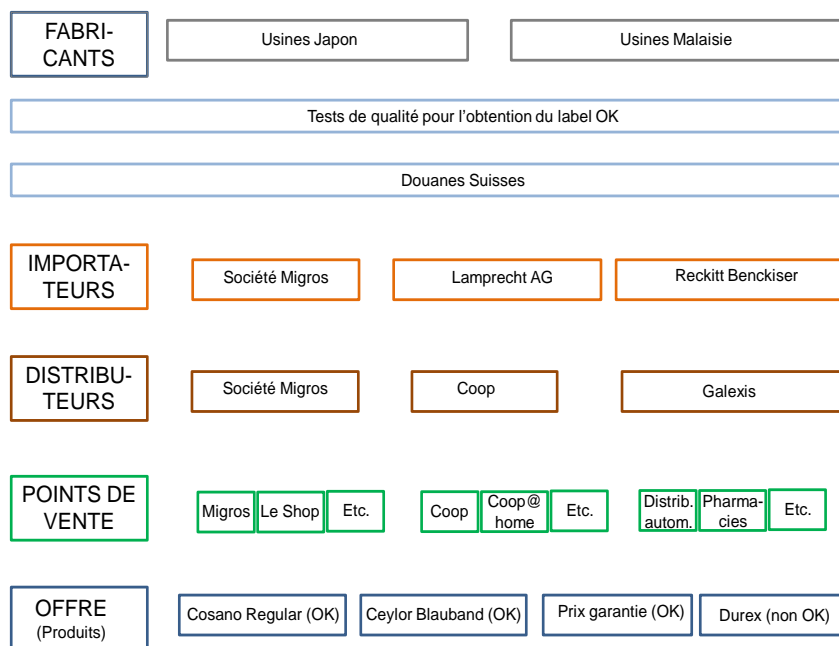 FABRI-
CANTS
Usines Japon
Usines Malaisie
Tests de qualité pour l'obtention du label OK
Douanes Suisses
IMPORTA-
TEURS
Société Migros
Lamprecht AG
Reckitt Benckiser
DISTRIBU-
TEURS
Société Migros
Coop
Galexis
POINTS DE
VENTE
Migros
Le Shop
Etc.
Coop
Coop@
home
Etc.
Distrib.
autom.
Pharma-
cies
Etc.
OFFRE
(Produits)
Cosano Regular (OK)
Ceylor Blauband (OK)
Prix garantie (OK)
Durex (non OK)